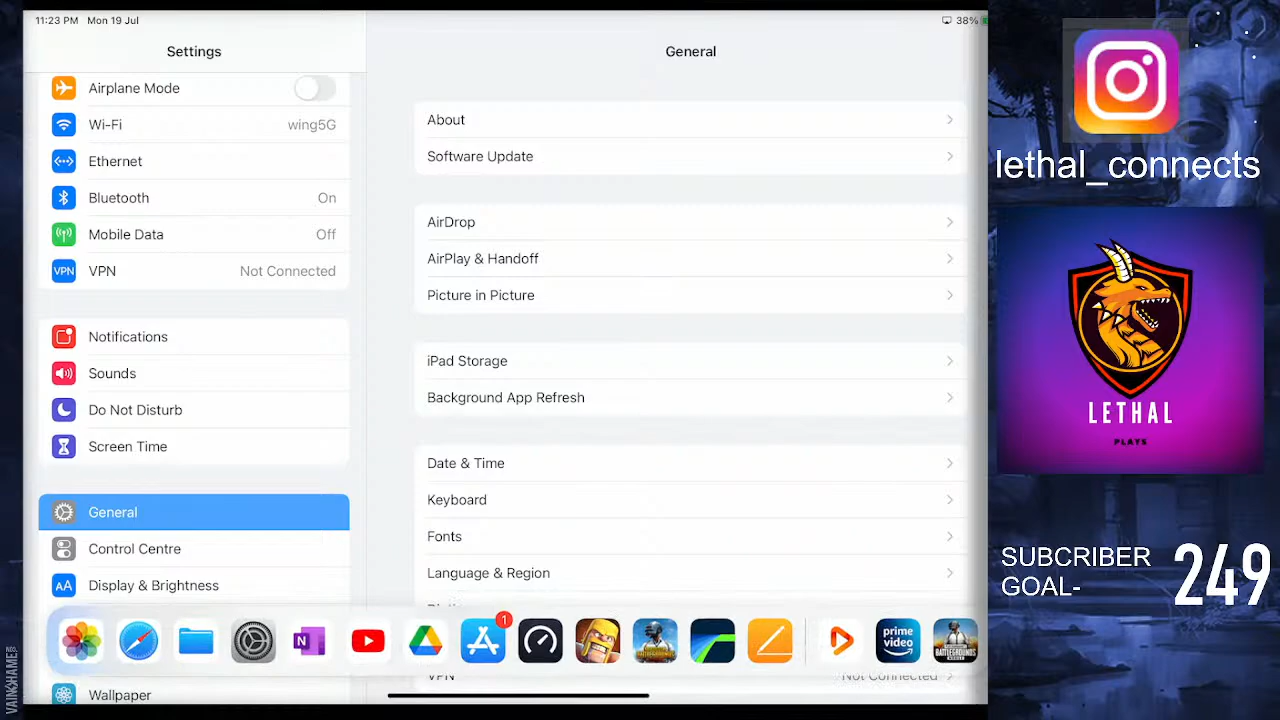 11:23 PM Mon 19 Jul
38%
Settings
Airplane Mode
Wi-Fi wing5G
Ethernet
Bluetooth On
Mobile Data Off
VPN VPN Not Connected
Notifications
Sounds
Do Not Disturb
Screen Time
General
Control Centre
AA Display & Brightness
Wallpaper
General
About
Software Update
AirDrop
AirPlay & Handoff
Picture in Picture
iPad Storage
Background App Refresh
Date & Time
Keyboard
Fonts
Language & Region
VPN Not Connected
N
1
prime
video
BATTLEGROUNDS
lethal_connects
LETHAL
PLAYS
SUBCRIBER
GOAL-
249